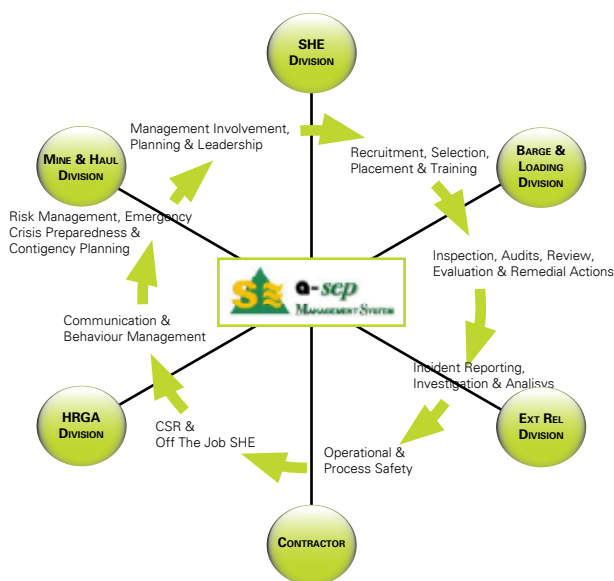 SHE
DIVISION
Management Involvement,
Planning & Leadership
MINE & HAUL
DIVISION
Recruitment, Selection,
Placement & Training
BARGE &
LOADING
DIVISION
Risk Management, Emergency
Crisis Preparedness &
Contigency Planning
Inspection, Audits, Review,
Evaluation & Remedial Actions
SHE a-sep
MANAGEMENT SYSTEM
Communication &
Behaviour Management
Incident Reporting,
Investigation & Analisys
HRGA
DIVISION
CSR &
Off The Job SHE
Operational &
Process Safety
EXT REL
DIVISION
CONTRACTOR